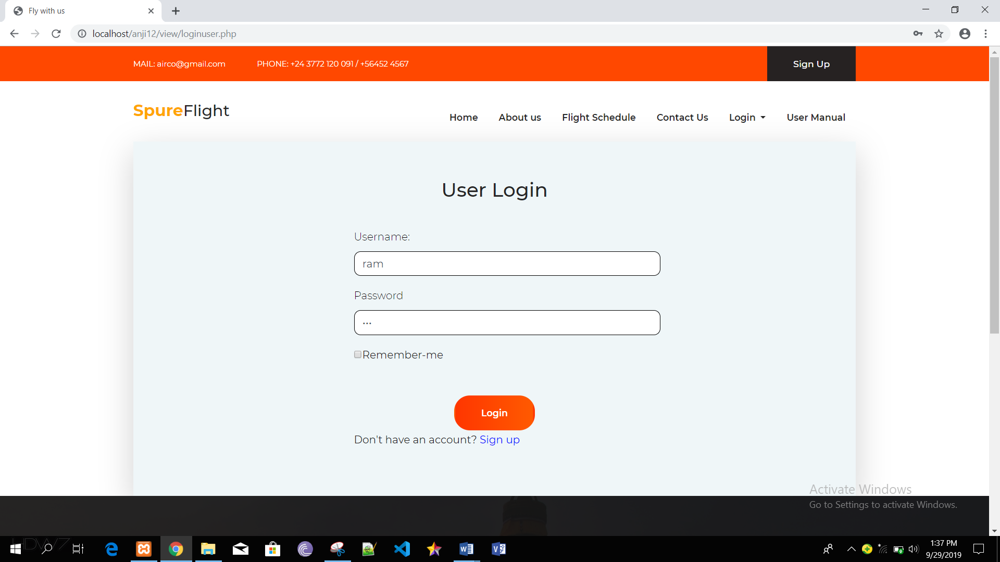 Fly with us
localhost/anji12/view/loginuser.php
MAIL: airco@gmail.com PHONE: +24 3772 120 091 / +56452 4567 Sign Up
SpureFlight
Home About us Flight Schedule Contact Us Login User Manual
User Login
Username:
ram
Password
•••
Remember-me
Login
Don't have an account? Sign up
Activate Windows
Go to Settings to activate Windows.
HDW7
1:37 PM
9/29/2019